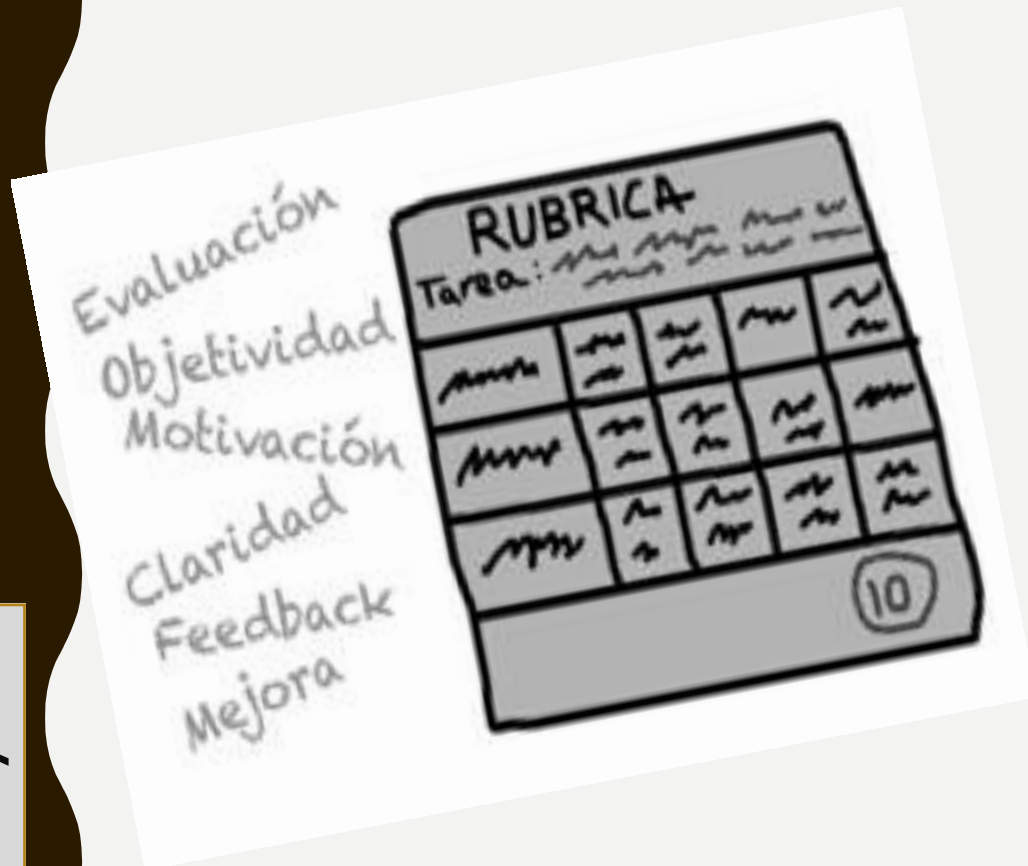 Evaluación
Objetividad
Motivación
Claridad
Feedback
Mejora
RUBRICA
Tarea:
10